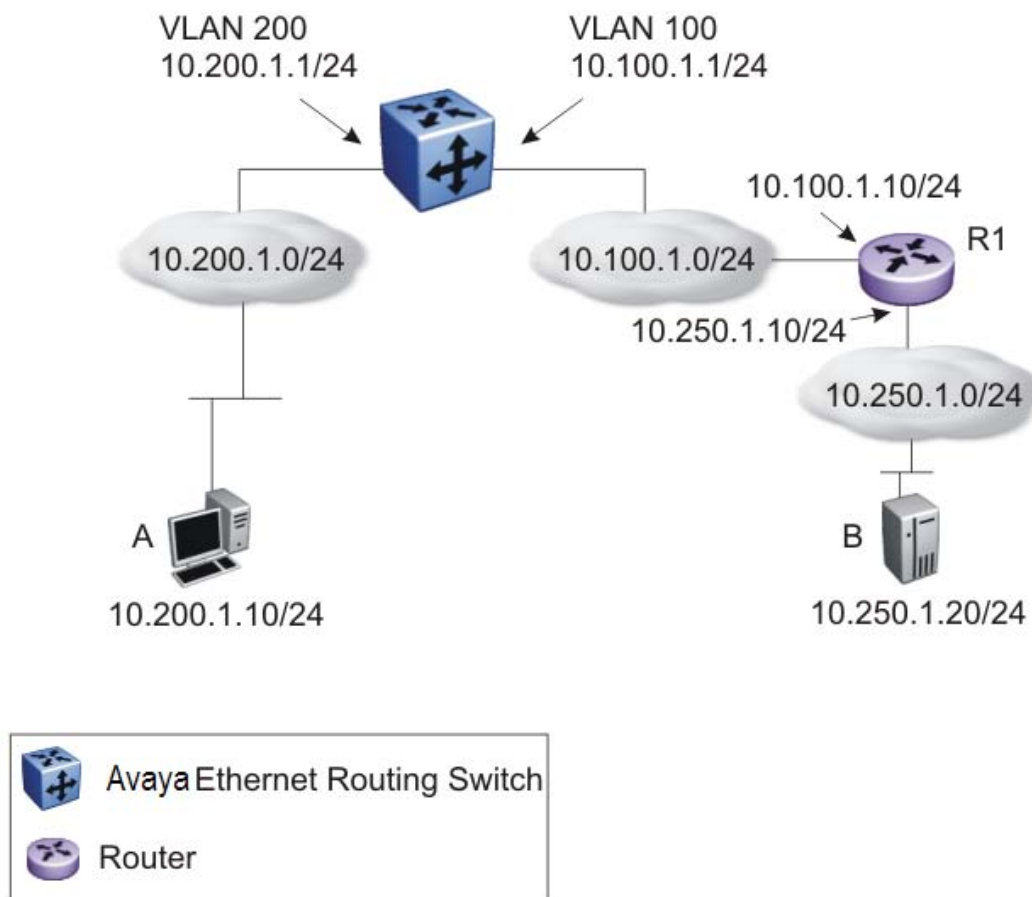 VLAN 200
10.200.1.1/24
VLAN 100
10.100.1.1/24
10.100.1.10/24
R1
10.200.1.0/24
10.100.1.0/24
10.250.1.10/24
10.250.1.0/24
A
B
10.200.1.10/24
10.250.1.20/24
Avaya Ethernet Routing Switch
Router